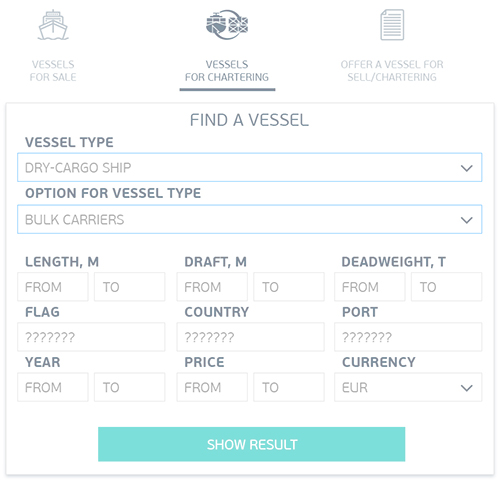 VESSELS
FOR SALE
VESSELS
FOR CHARTERING
OFFER A VESSEL FOR
SELL/CHARTERING
FIND A VESSEL
VESSEL TYPE
DRY-CARGO SHIP
OPTION FOR VESSEL TYPE
BULK CARRIERS
LENGTH, M DRAFT, M DEADWEIGHT, T
FROM TO FROM TO FROM TO
FLAG COUNTRY PORT
??????? ??????? ???????
YEAR PRICE CURRENCY
FROM TO FROM TO EUR
SHOW RESULT